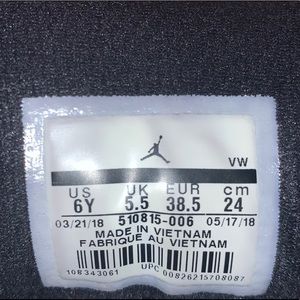 VW
US UK EUR cm
6Y 5.5 38.5 24
03/21/18 510815-006 05/17/18
MADE IN VIETNAM
FABRIQUE AU VIETNAM
108343061 UPC 00826215708087